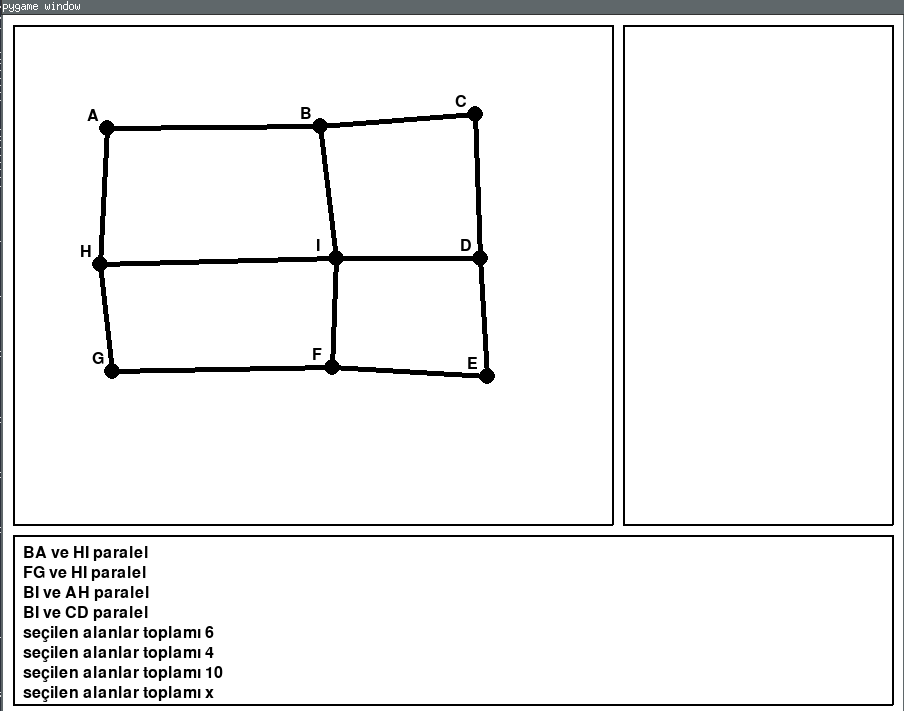 pygame window
A
B
C
H
I
D
G
F
E
BA ve HI paralel
FG ve HI paralel
BI ve AH paralel
BI ve CD paralel
seçilen alanlar toplamı 6
seçilen alanlar toplamı 4
seçilen alanlar toplamı 10
seçilen alanlar toplamı x